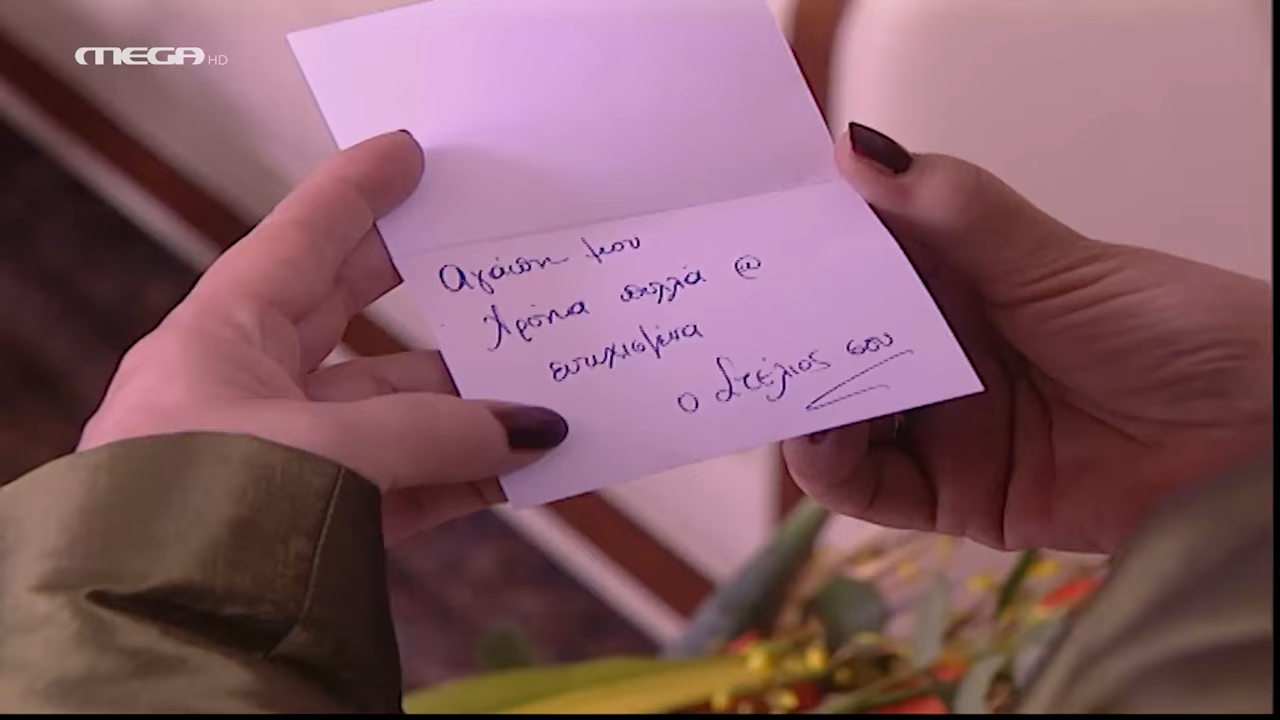 MEGA HD
Αγάπη μου
Χρόνια πολλά @
ευτυχισμένα
ο Στέλιος σου